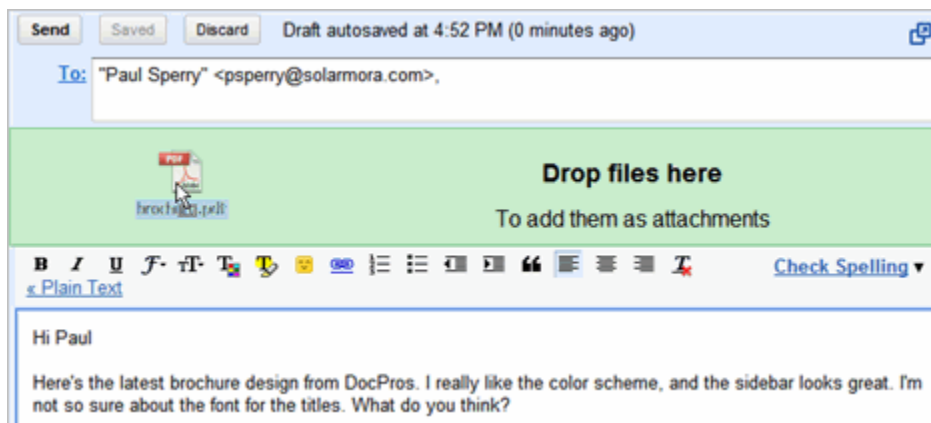 Send Saved Discard Draft autosaved at 4:52 PM (0 minutes ago)
To: "Paul Sperry" <psperry@solarmora.com>,
PDF
Drop files here
To add them as attachments
B I U Check Spelling
« Plain Text
Hi Paul
Here's the latest brochure design from DocPros. I really like the color scheme, and the sidebar looks great. I'm
not so sure about the font for the titles. What do you think?